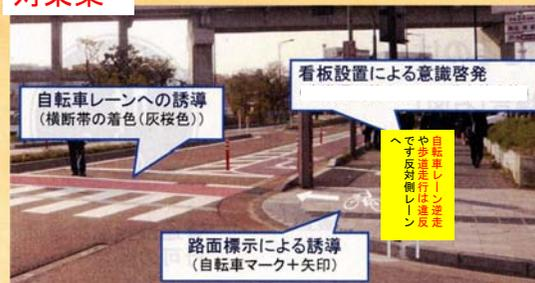 対策案
看板設置による意識啓発
自転車レーンへの誘導
(横断帯の着色(灰桜色))
自転車レーン逆走
や歩道走行は違反
です反対側レーン
へ
路面標示による誘導
(自転車マーク+矢印)